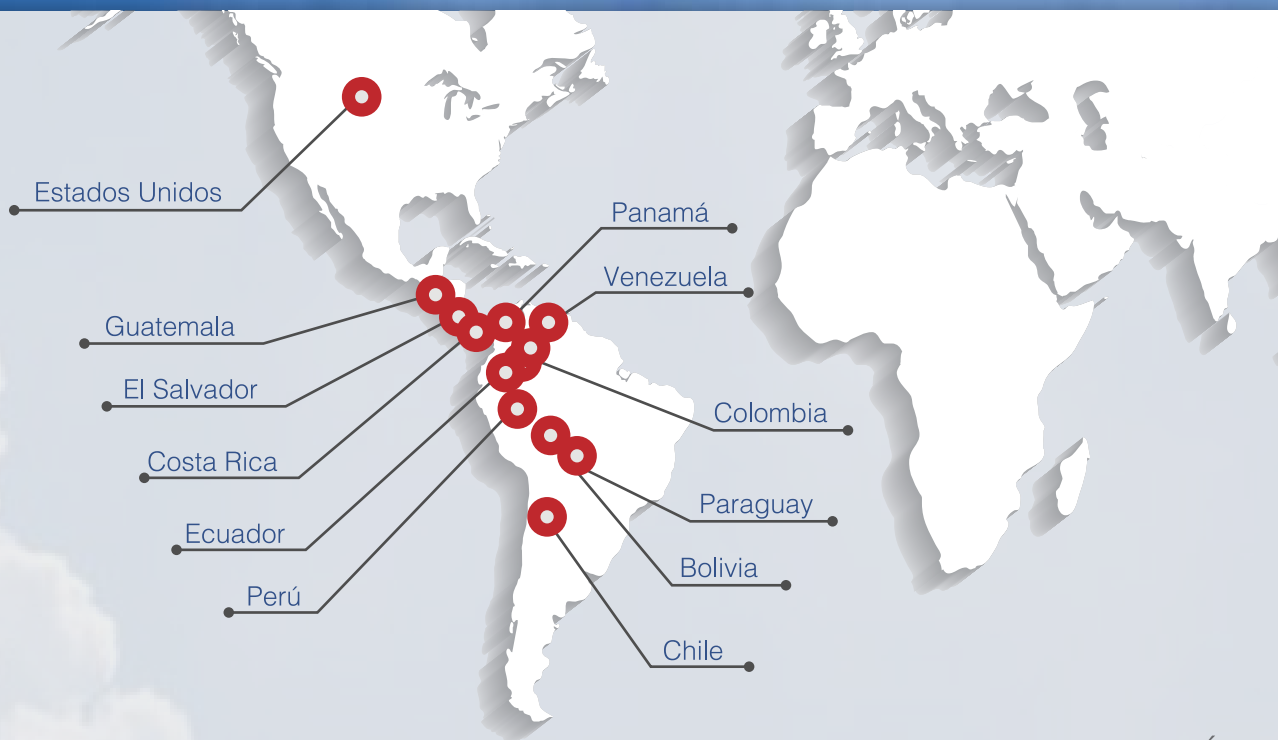 Estados Unidos
Panamá
Venezuela
Guatemala
El Salvador
Colombia
Costa Rica
Paraguay
Ecuador
Bolivia
Perú
Chile